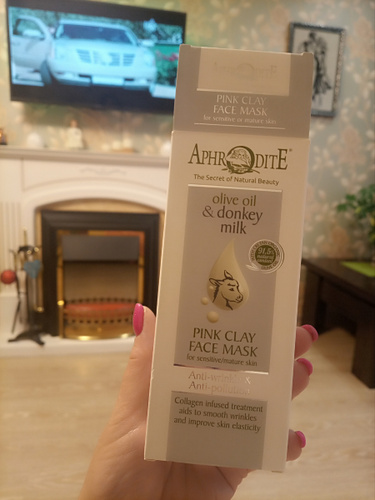 APHRODITE
PINK CLAY
FACE MASK
for sensitive or mature skin
APHRODITE®
The Secret of Natural Beauty
olive oil
& donkey
milk
PINK CLAY
FACE MASK
for sensitive/mature skin
Collagen infused treatment
aids to smooth wrinkles
and improve skin elasticity